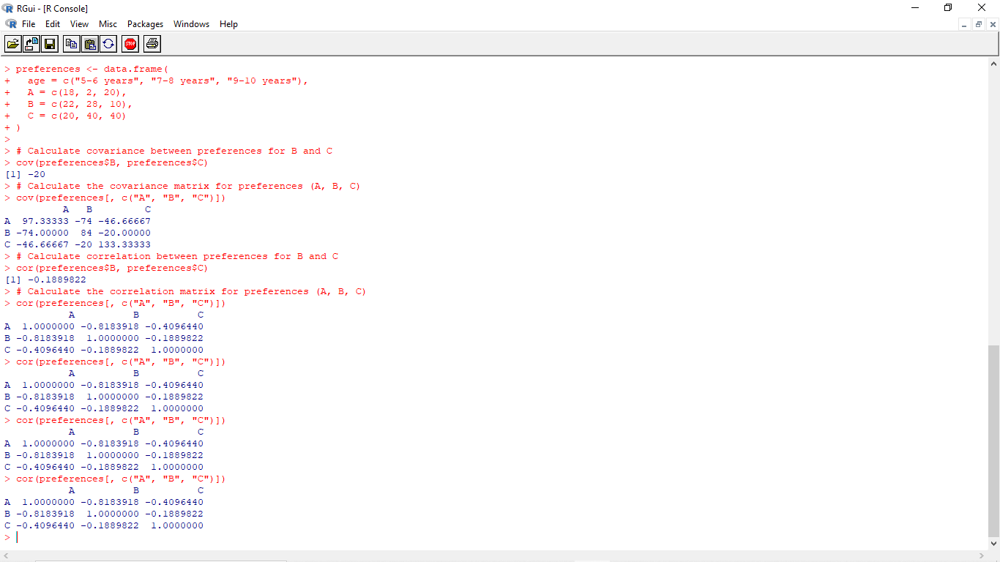 RGui - [R Console]
File Edit View Misc Packages Windows Help
STOP
> preferences <- data.frame(
+   age = c("5-6 years", "7-8 years", "9-10 years"),
+   A = c(18, 2, 20),
+   B = c(22, 28, 10),
+   C = c(20, 40, 40)
+ )
>
> # Calculate covariance between preferences for B and C
> cov(preferences$B, preferences$C)
[1] -20
> # Calculate the covariance matrix for preferences (A, B, C)
> cov(preferences[, c("A", "B", "C")])
          A   B         C
A  97.33333 -74 -46.66667
B -74.00000  84 -20.00000
C -46.66667 -20 133.33333
> # Calculate correlation between preferences for B and C
> cor(preferences$B, preferences$C)
[1] -0.1889822
> # Calculate the correlation matrix for preferences (A, B, C)
> cor(preferences[, c("A", "B", "C")])
           A          B          C
A  1.0000000 -0.8183918 -0.4096440
B -0.8183918  1.0000000 -0.1889822
C -0.4096440 -0.1889822  1.0000000
> cor(preferences[, c("A", "B", "C")])
           A          B          C
A  1.0000000 -0.8183918 -0.4096440
B -0.8183918  1.0000000 -0.1889822
C -0.4096440 -0.1889822  1.0000000
> cor(preferences[, c("A", "B", "C")])
           A          B          C
A  1.0000000 -0.8183918 -0.4096440
B -0.8183918  1.0000000 -0.1889822
C -0.4096440 -0.1889822  1.0000000
> cor(preferences[, c("A", "B", "C")])
           A          B          C
A  1.0000000 -0.8183918 -0.4096440
B -0.8183918  1.0000000 -0.1889822
C -0.4096440 -0.1889822  1.0000000
>